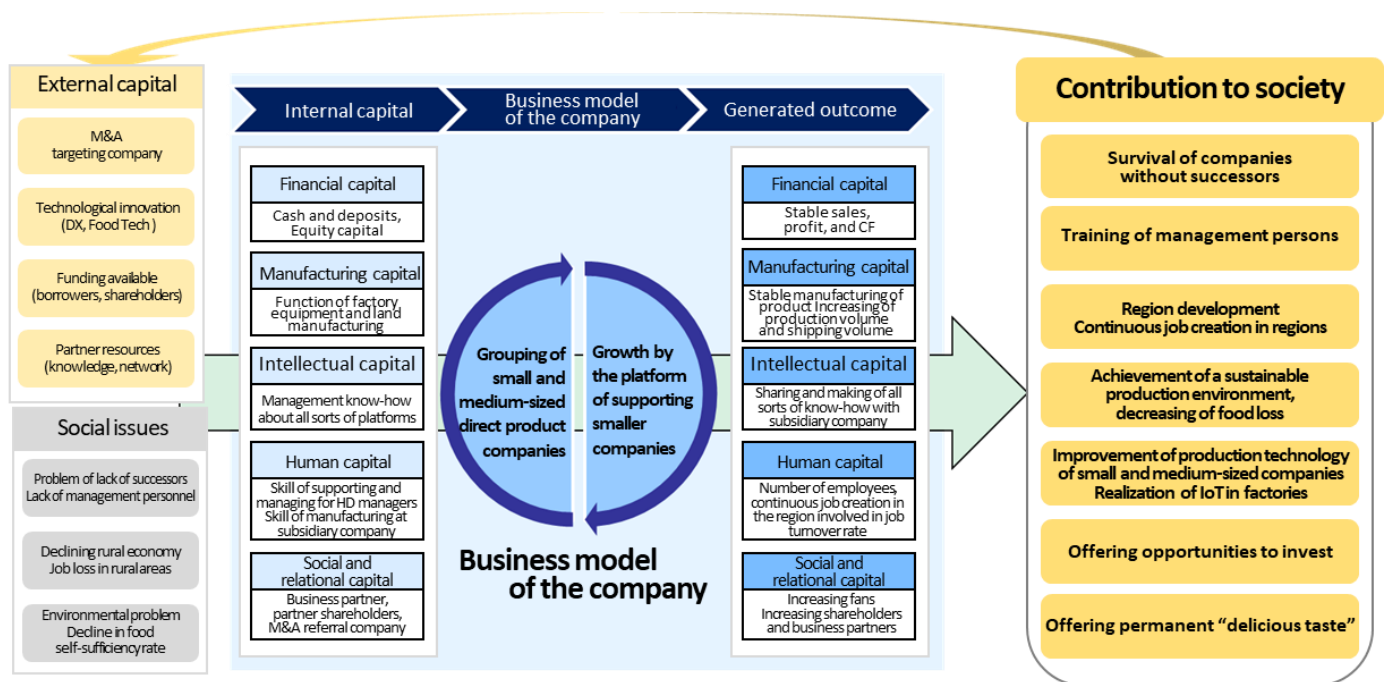 External capital
M&A
targeting company
Technological innovation
(DX, Food Tech )
Funding available
(borrowers, shareholders)
Partner resources
(knowledge, network)
Social issues
Problem of lack of successors
Lack of management personnel
Declining rural economy
Job loss in rural areas
Environmental problem
Decline in food
self-sufficiency rate
Internal capital
Business model
of the company
Generated outcome
Financial capital
Cash and deposits,
Equity capital
Manufacturing capital
Function of factory
equipment and land
manufacturing
Intellectual capital
Management know-how
about all sorts of platforms
Human capital
Skill of supporting and
managing for HD managers
Skill of manufacturing at
subsidiary company
Social and
relational capital
Business partner,
partner shareholders,
M&A referral company
Grouping of
small and
medium-sized
direct product
companies
Growth by
the platform
of supporting
smaller
companies
Business model
of the company
Financial capital
Stable sales,
profit, and CF
Manufacturing capital
Stable manufacturing of
product Increasing of
production volume
and shipping volume
Intellectual capital
Sharing and making of all
sorts of know-how with
subsidiary company
Human capital
Number of employees,
continuous job creation in
the region involved in job
turnover rate
Social and
relational capital
Increasing fans
Increasing shareholders
and business partners
Contribution to society
Survival of companies
without successors
Training of management persons
Region development
Continuous job creation in regions
Achievement of a sustainable
production environment,
decreasing of food loss
Improvement of production technology
of small and medium-sized companies
Realization of IoT in factories
Offering opportunities to invest
Offering permanent “delicious taste”